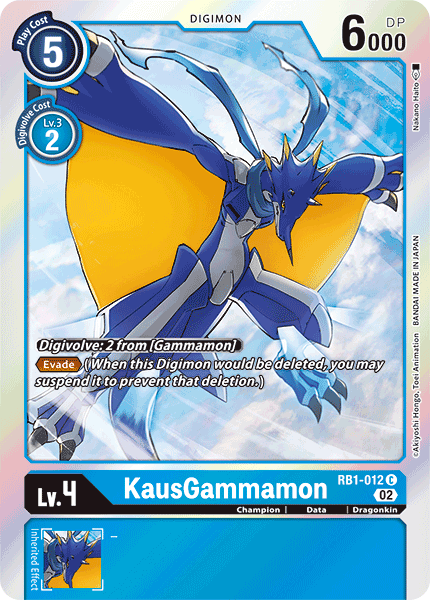 DIGIMON
Play Cost
5
DP
6000
Digivolve Cost
Lv.3
2
Nakano Haito
©Akiyoshi Hongo, Toei Animation BANDAI MADE IN JAPAN
Digivolve: 2 from [Gammamon]
Evade (When this Digimon would be deleted, you may
suspend it to prevent that deletion.)
Lv.4
KausGammamon
RB1-012 C
02
Champion | Data | Dragonkin
Inherited Effect
-